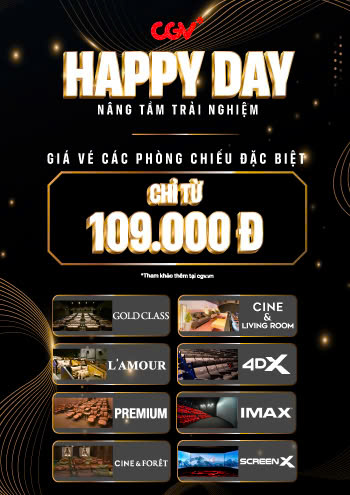 CGV*
HAPPY DAY
NÂNG TẦM TRẢI NGHIỆM
GIÁ VÉ CÁC PHÒNG CHIẾU ĐẶC BIỆT
CHỈ TỪ
109.000 Đ
*Tham khảo thêm tại cgv.vn
GOLD CLASS
CINE
&
LIVING ROOM
L'AMOUR
4DX
PREMIUM
IMAX
CINE & FORÊT
SCREENX